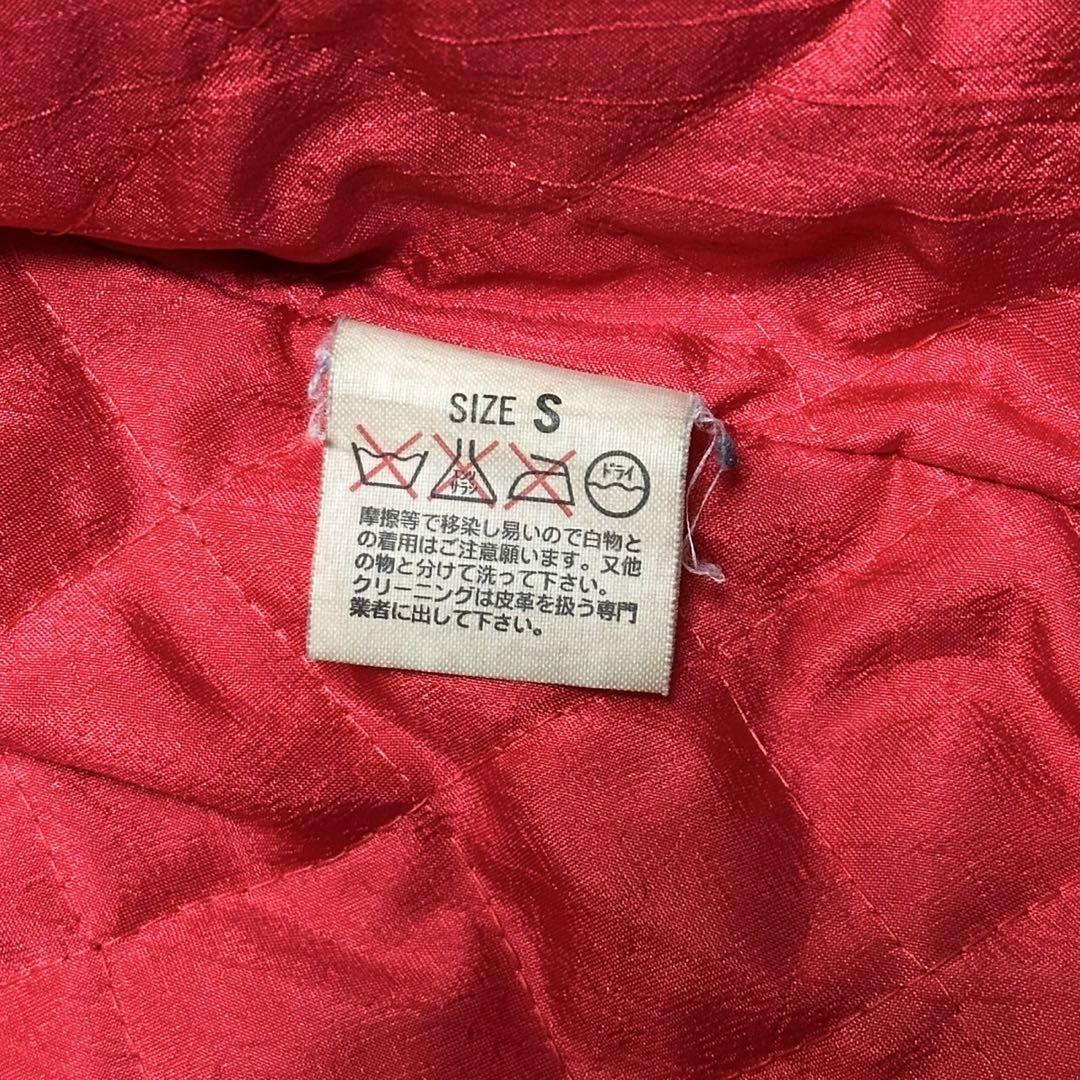 SIZE S
エンソ サラシ ドライ
摩擦等で移染し易いので白物と
の着用はご注意願います。又他
の物と分けて洗って下さい。
クリーニングは皮革を扱う専門
業者に出して下さい。